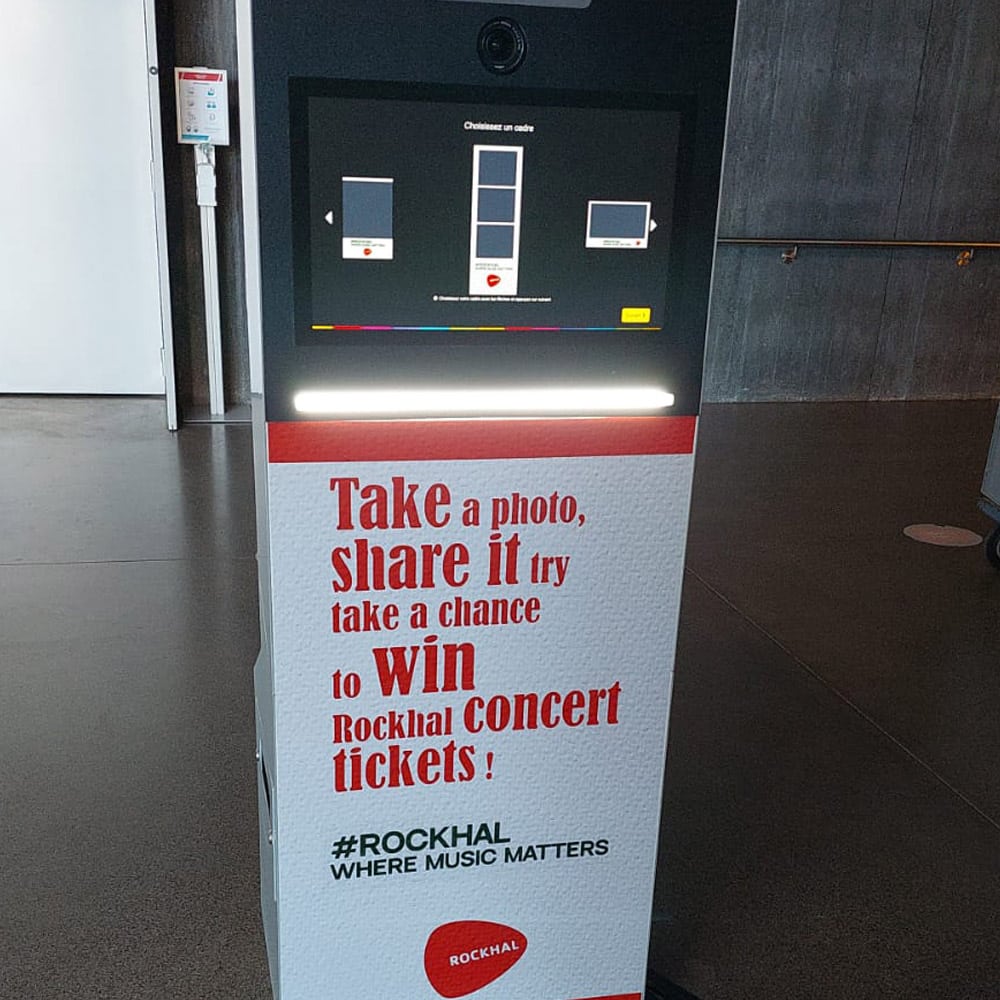 Choisissez un cadre
Take a photo,
share it try
take a chance
to win
Rockhal concert
tickets !
#ROCKHAL
WHERE MUSIC MATTERS
ROCKHAL